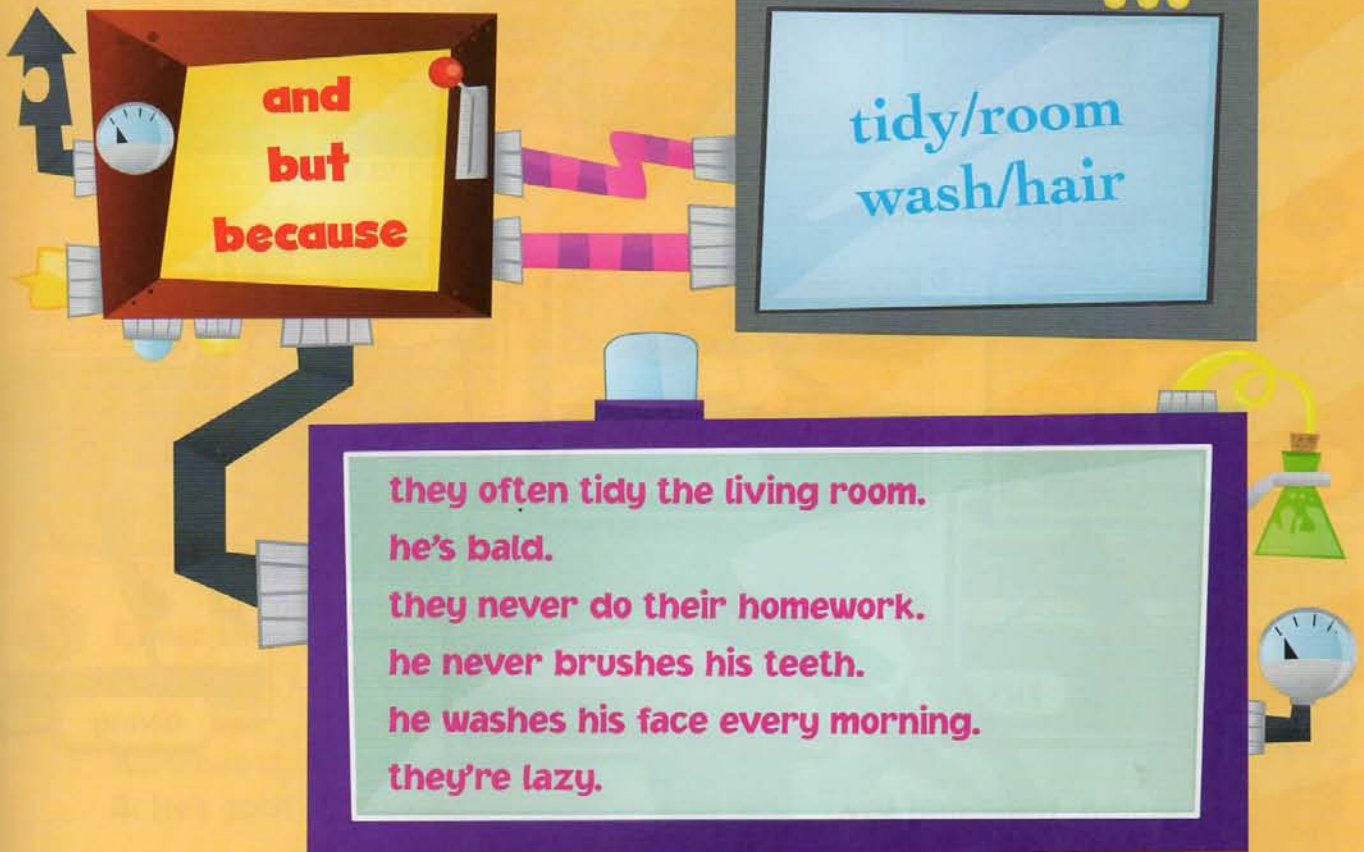 and
but
because
tidy/room
wash/hair
they often tidy the living room.
he's bald.
they never do their homework.
he never brushes his teeth.
he washes his face every morning.
they're lazy.